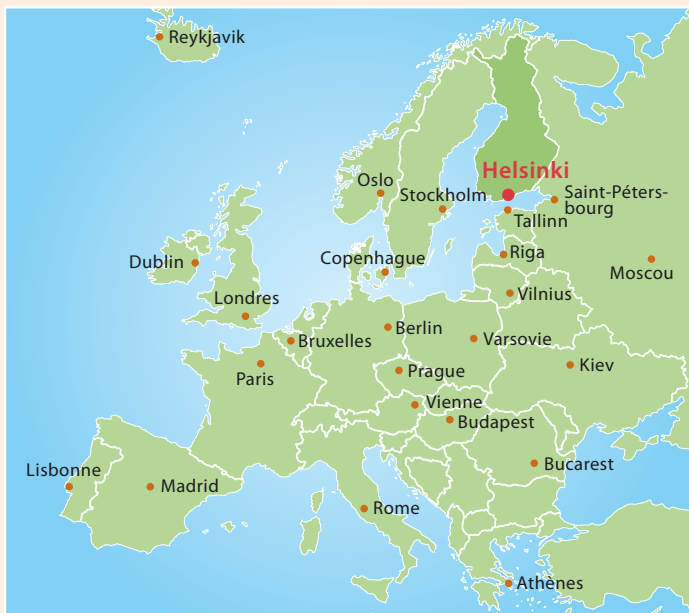 Reykjavik
Helsinki
Oslo
Stockholm
Saint-Péters-
bourg
Tallinn
Dublin
Copenhague
Riga
Moscou
Londres
Vilnius
Bruxelles
Berlin
Varsovie
Paris
Prague
Kiev
Vienne
Budapest
Lisbonne
Madrid
Bucarest
Rome
Athènes